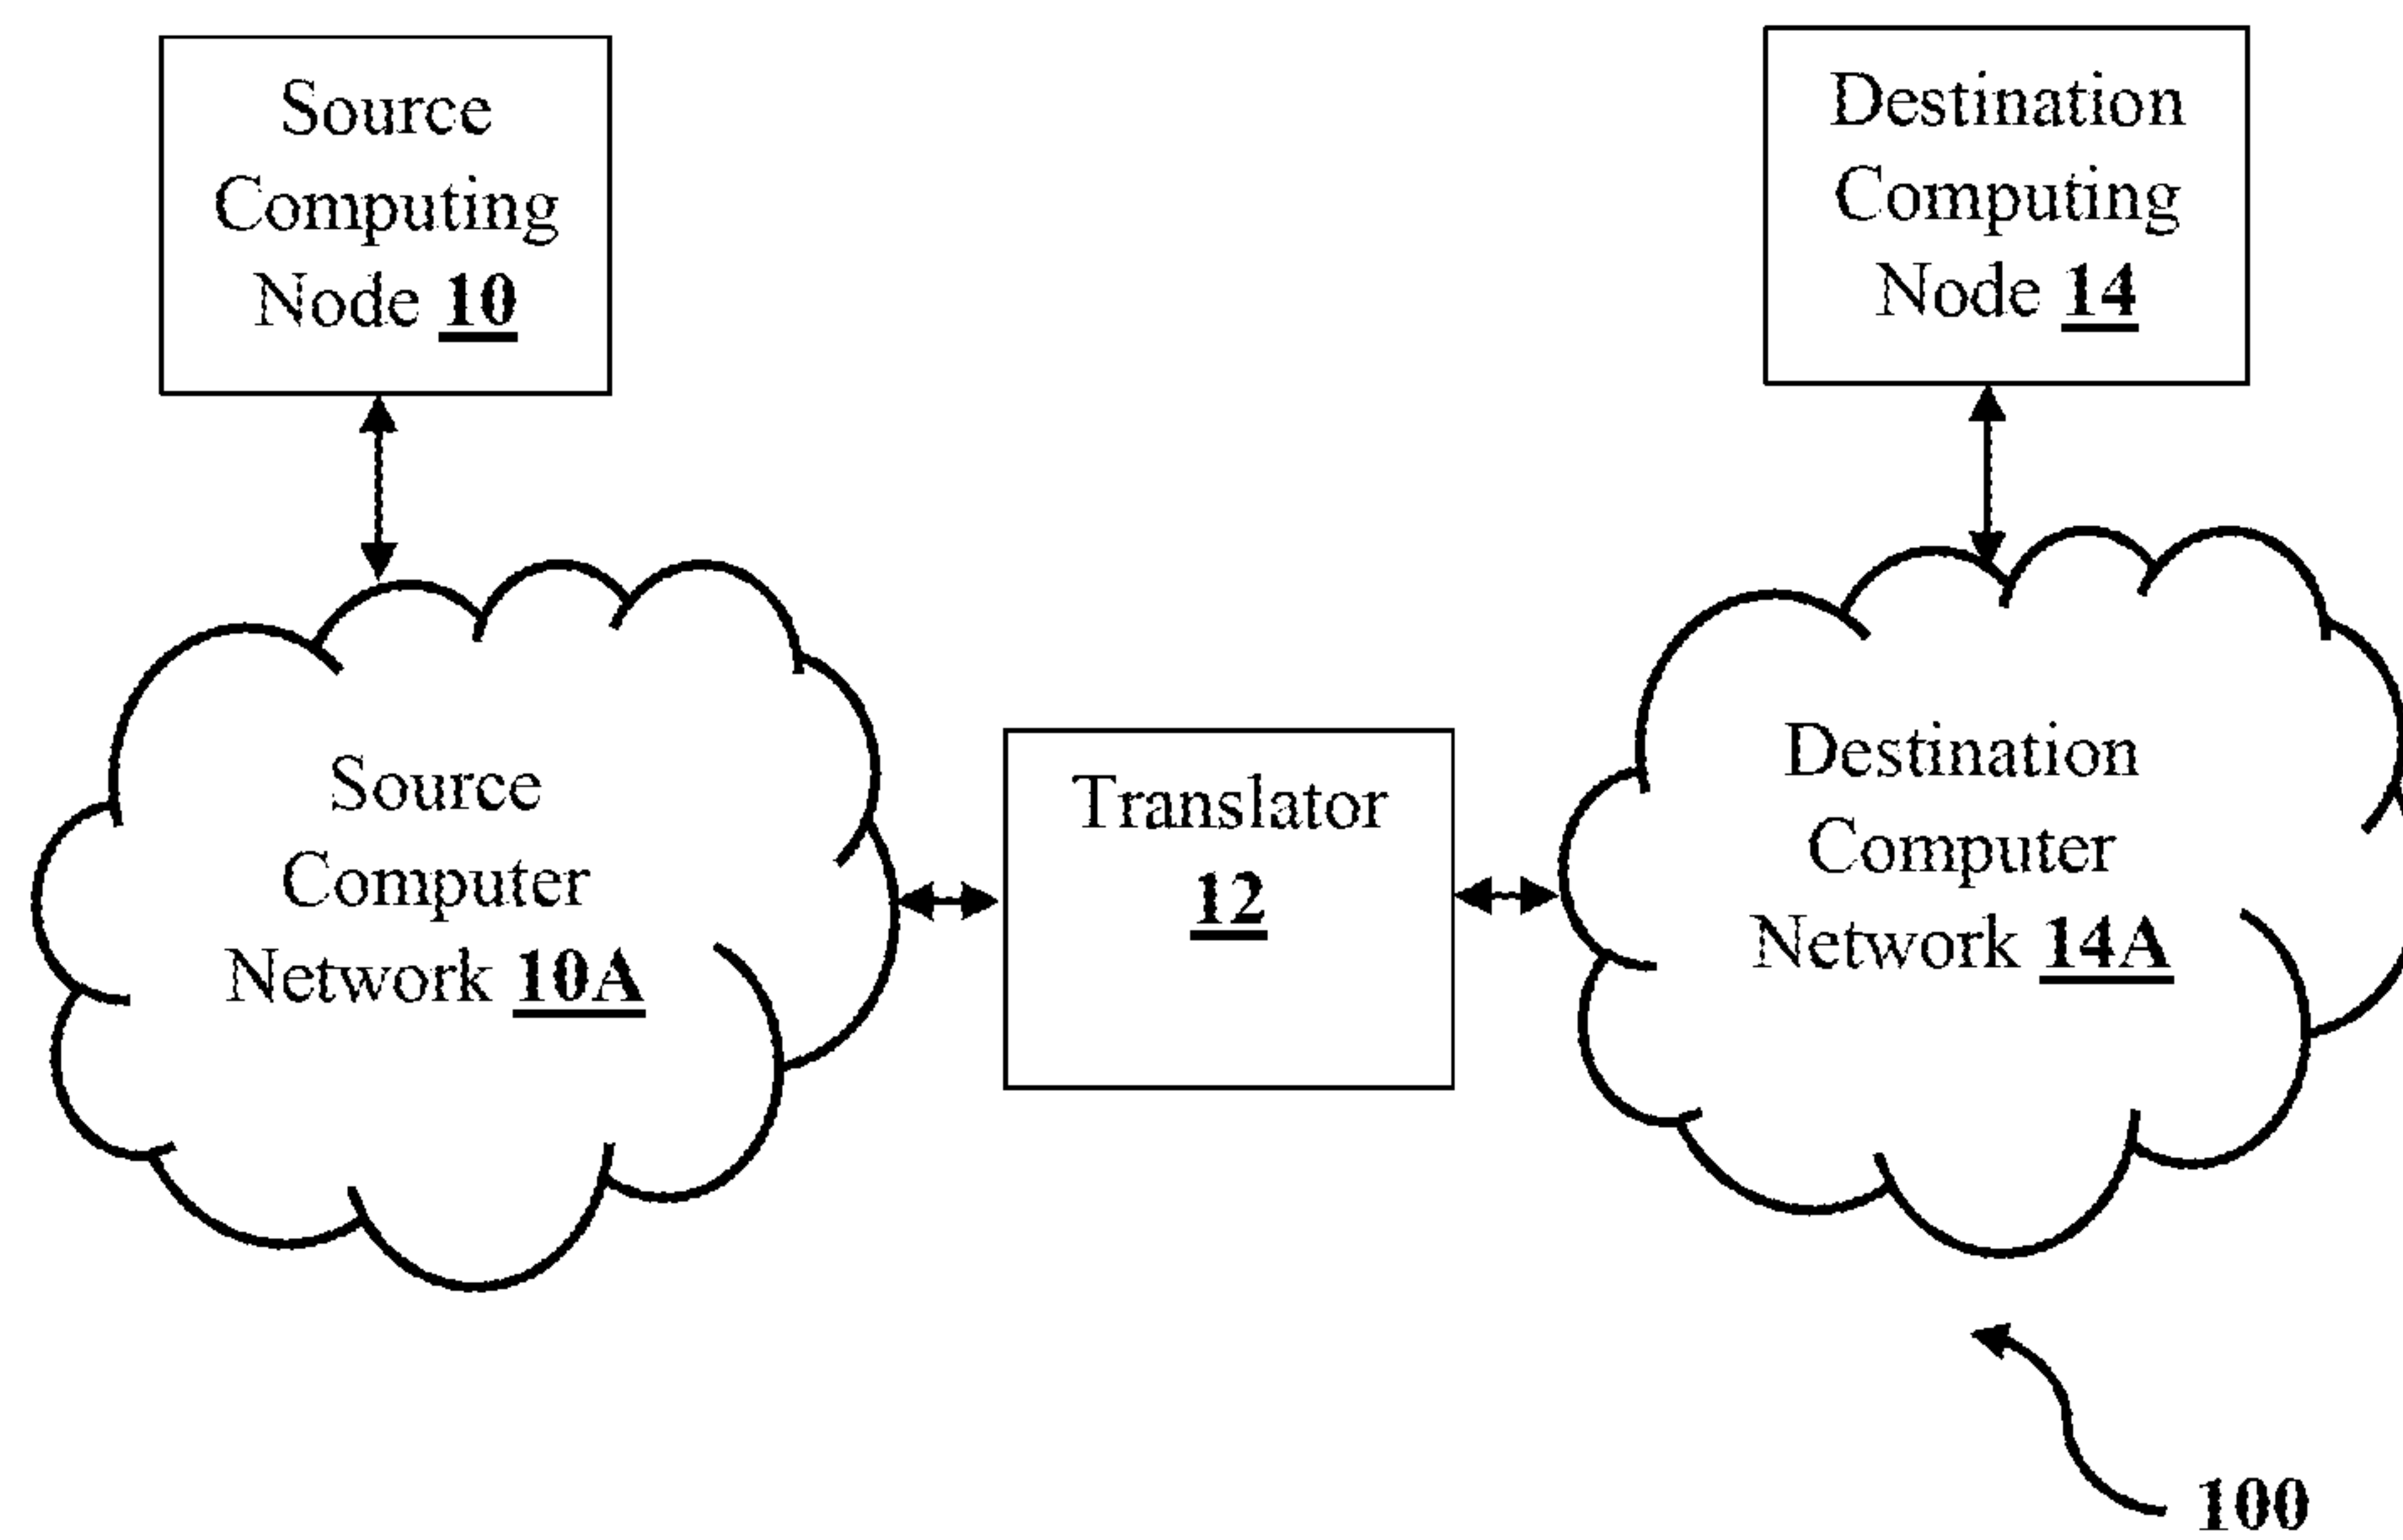 Source
Computing
Node 10
Destination
Computing
Node 14
Source
Computer
Network 10A
Translator
12
Destination
Computer
Network 14A
100